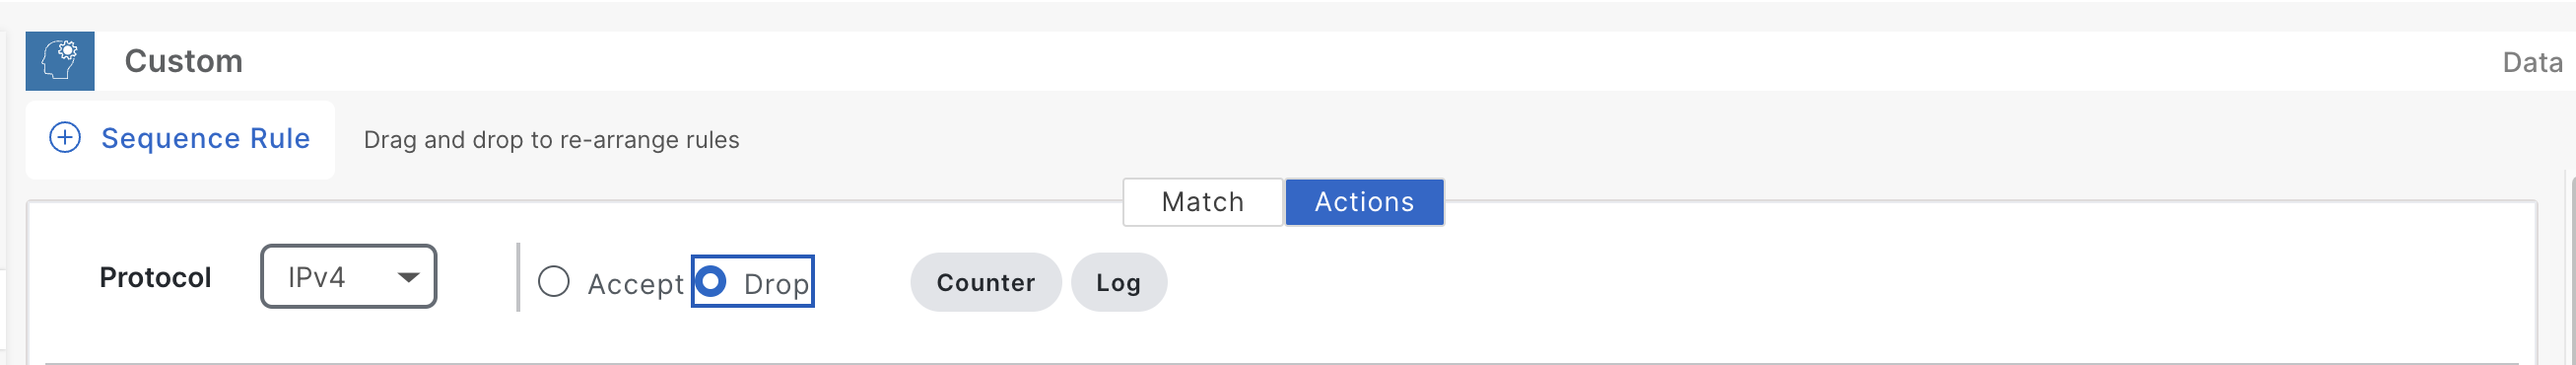 Custom
Data
Sequence Rule
Drag and drop to re-arrange rules
Match
Actions
Protocol
IPv4
Accept
Drop
Counter
Log